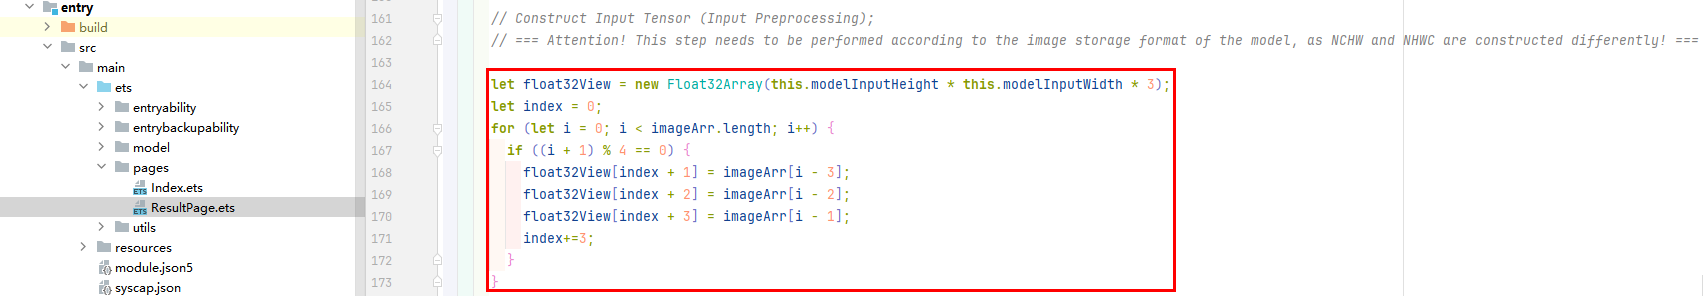 entry
build
src
main
ets
entryability
entrybackupability
model
pages
Index.ets
ResultPage.ets
utils
resources
module.json5
syscap.json
161 // Construct Input Tensor (Input Preprocessing);
162 // === Attention! This step needs to be performed according to the image storage format of the model, as NCHW and NHWC are constructed differently! ===
163
164 let float32View = new Float32Array(this.modelInputHeight * this.modelInputWidth * 3);
165 let index = 0;
166 for (let i = 0; i < imageArr.length; i++) {
167 if ((i + 1) % 4 == 0) {
168 float32View[index + 1] = imageArr[i - 3];
169 float32View[index + 2] = imageArr[i - 2];
170 float32View[index + 3] = imageArr[i - 1];
171 index+=3;
172 }
173 }